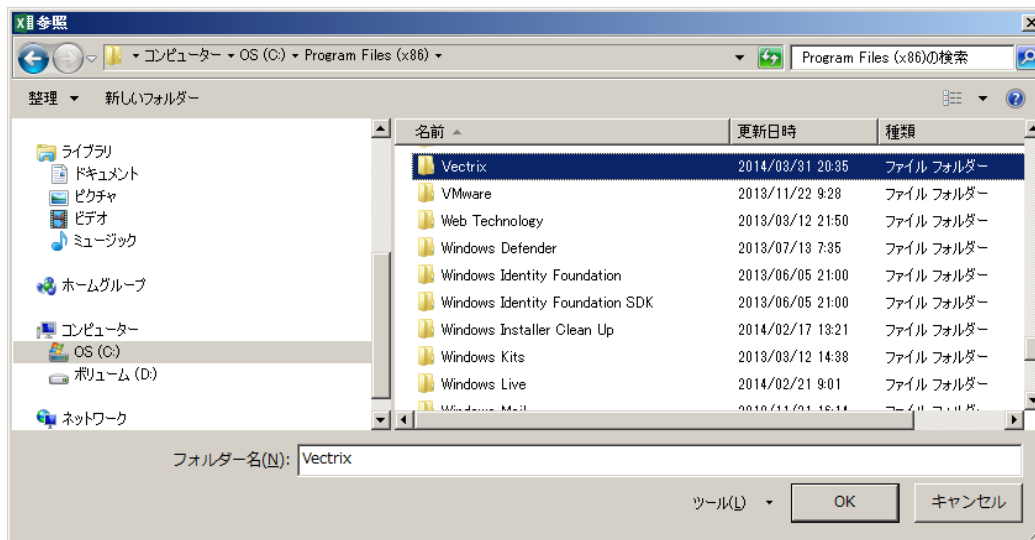 参照
コンピューター OS (C:) Program Files (x86)
Program Files (x86)の検索
整理 新しいフォルダー
名前 更新日時 種類
ライブラリ
ドキュメント
ピクチャ
ビデオ
ミュージック
ホームグループ
コンピューター
OS (C:)
ボリューム (D:)
ネットワーク
Vectrix 2014/03/31 20:35 ファイル フォルダー
VMware 2013/11/22 9:28 ファイル フォルダー
Web Technology 2013/03/12 21:50 ファイル フォルダー
Windows Defender 2013/07/13 7:35 ファイル フォルダー
Windows Identity Foundation 2013/06/05 21:00 ファイル フォルダー
Windows Identity Foundation SDK 2013/06/05 21:00 ファイル フォルダー
Windows Installer Clean Up 2014/02/17 13:21 ファイル フォルダー
Windows Kits 2013/03/12 14:38 ファイル フォルダー
Windows Live 2014/02/21 9:01 ファイル フォルダー
Windows Mail
フォルダー名(N): Vectrix
ツール(L) OK キャンセル